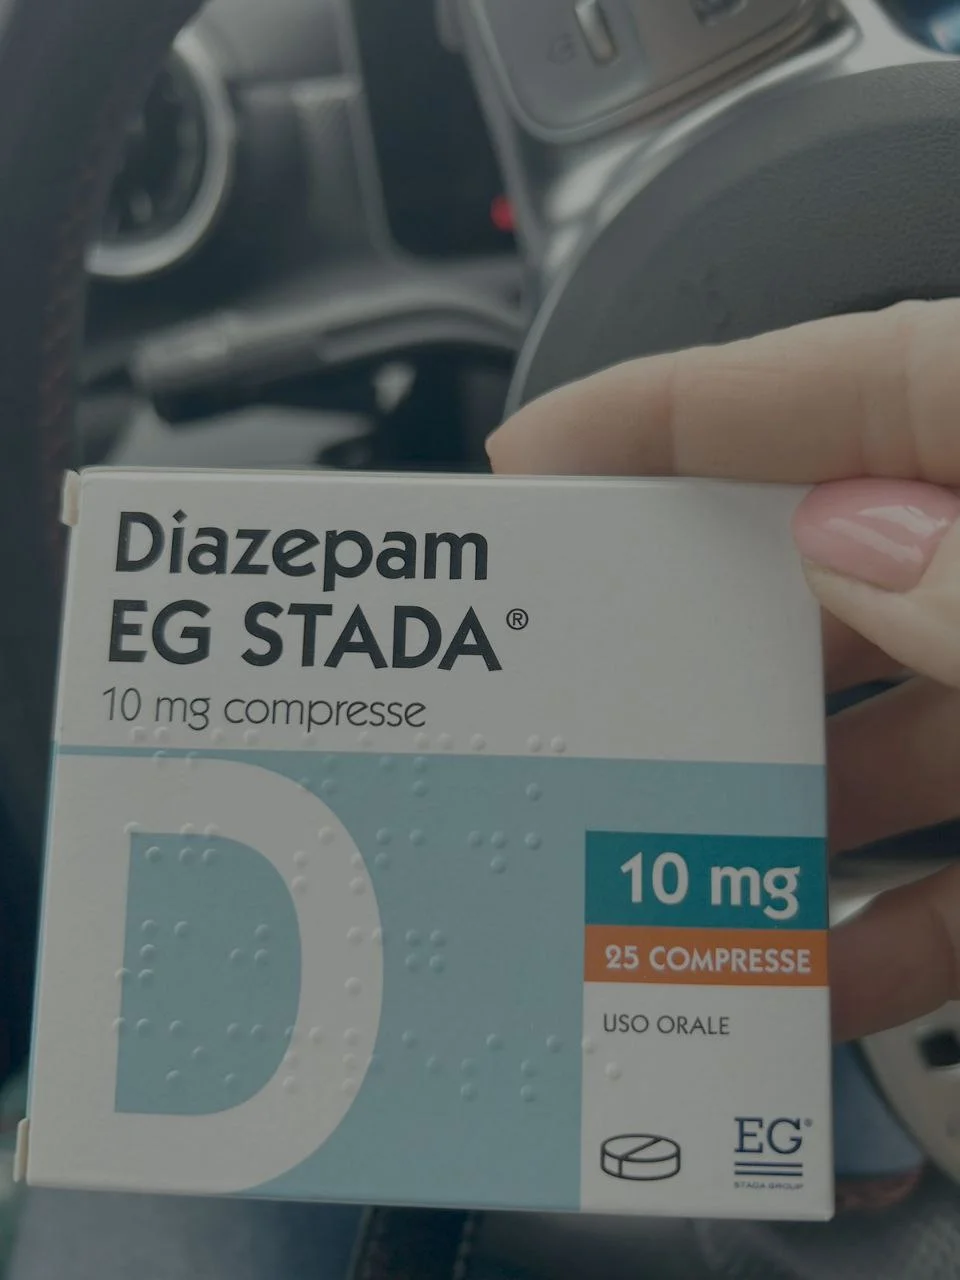 Diazepam
EG STADA®
10 mg compresse
10 mg
25 COMPRESSE
USO ORALE
EG®
STADA GROUP